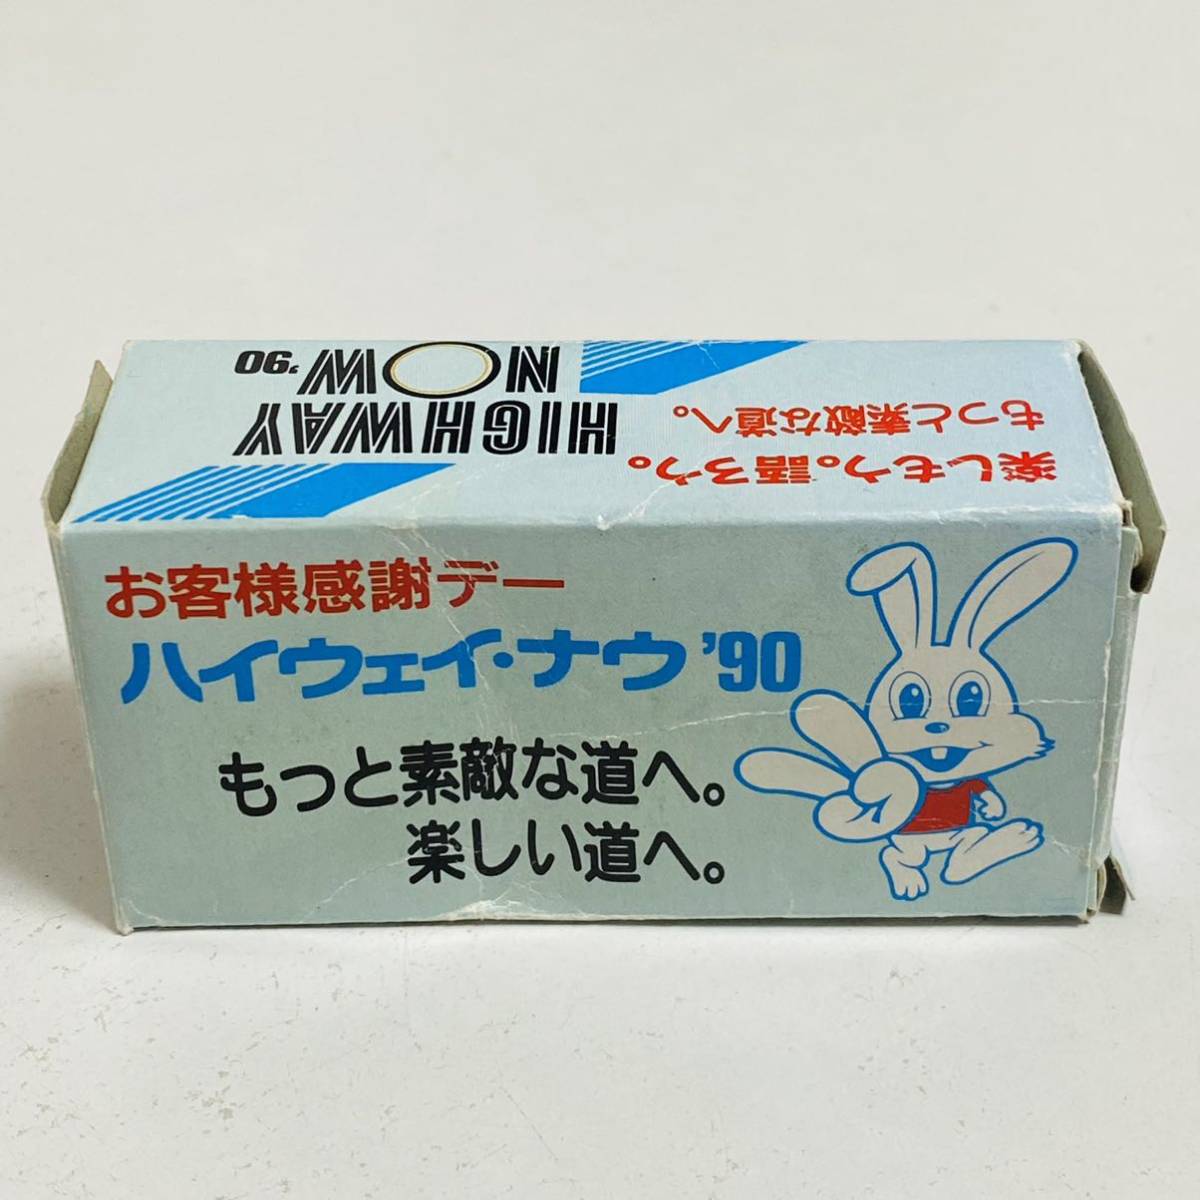 お客様感謝デー
ハイウェイ・ナウ '90
もっと素敵な道へ。
楽しい道へ。
楽しもう。語ろう。
もっと素敵な道へ。
HIGHWAY
NOW '90